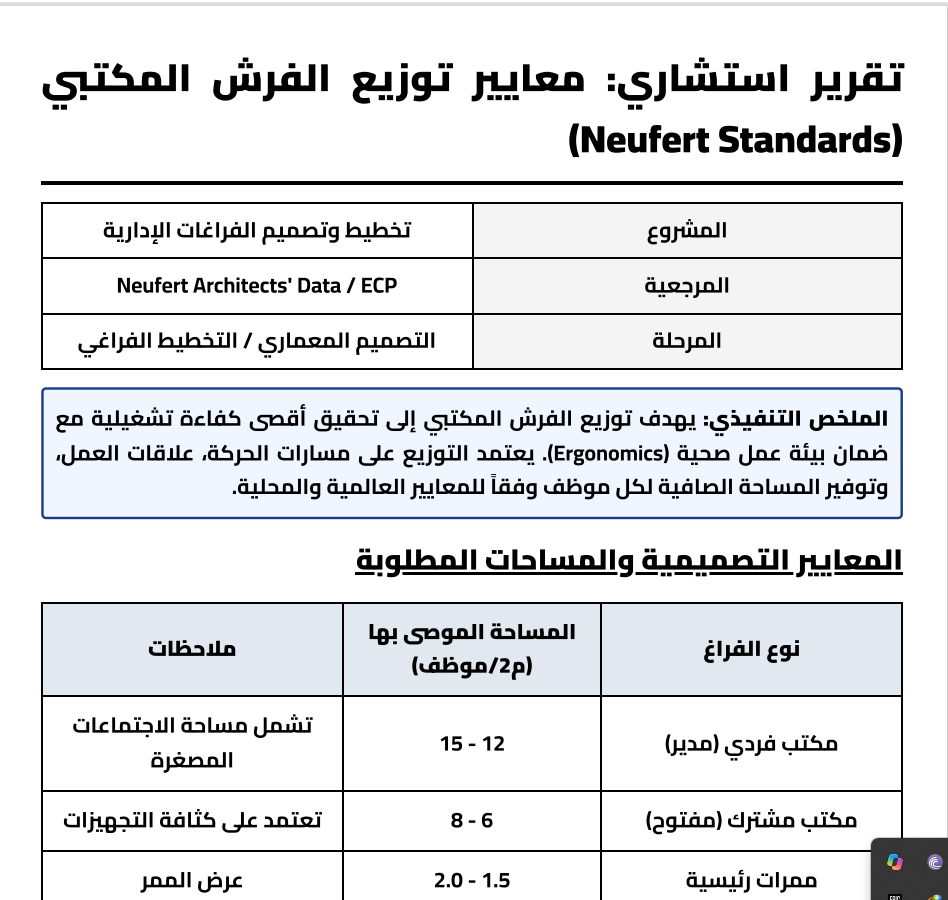 تقرير استشاري: معايير توزيع الفرش المكتبي
(Neufert Standards)
المشروع
تخطيط وتصميم الفراغات الإدارية
المرجعية
Neufert Architects' Data / ECP
المرحلة
التصميم المعماري / التخطيط الفراغي
الملخص التنفيذي: يهدف توزيع الفرش المكتبي إلى تحقيق أقصى كفاءة تشغيلية مع
ضمان بيئة عمل صحية (Ergonomics). يعتمد التوزيع على مسارات الحركة، علاقات العمل،
وتوفير المساحة الصافية لكل موظف وفقاً للمعايير العالمية والمحلية.
المعايير التصميمية والمساحات المطلوبة
نوع الفراغ
المساحة الموصى بها
(م2/موظف)
ملاحظات
مكتب فردي (مدير)
12 - 15
تشمل مساحة الاجتماعات
المصغرة
مكتب مشترك (مفتوح)
6 - 8
تعتمد على كثافة التجهيزات
ممرات رئيسية
1.5 - 2.0
عرض الممر